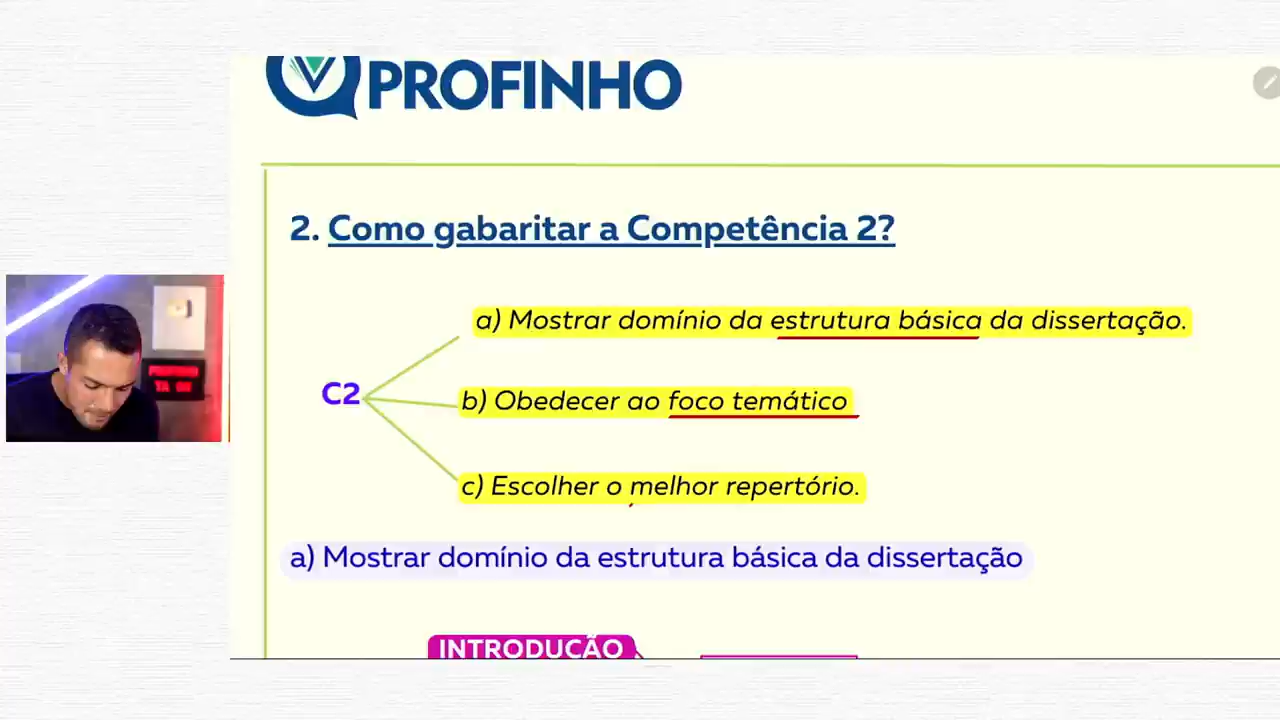 PROFINHO
2. Como gabaritar a Competência 2?
a) Mostrar domínio da estrutura básica da dissertação.
C2
b) Obedecer ao foco temático
c) Escolher o melhor repertório.
a) Mostrar domínio da estrutura básica da dissertação
INTRODUÇÃO